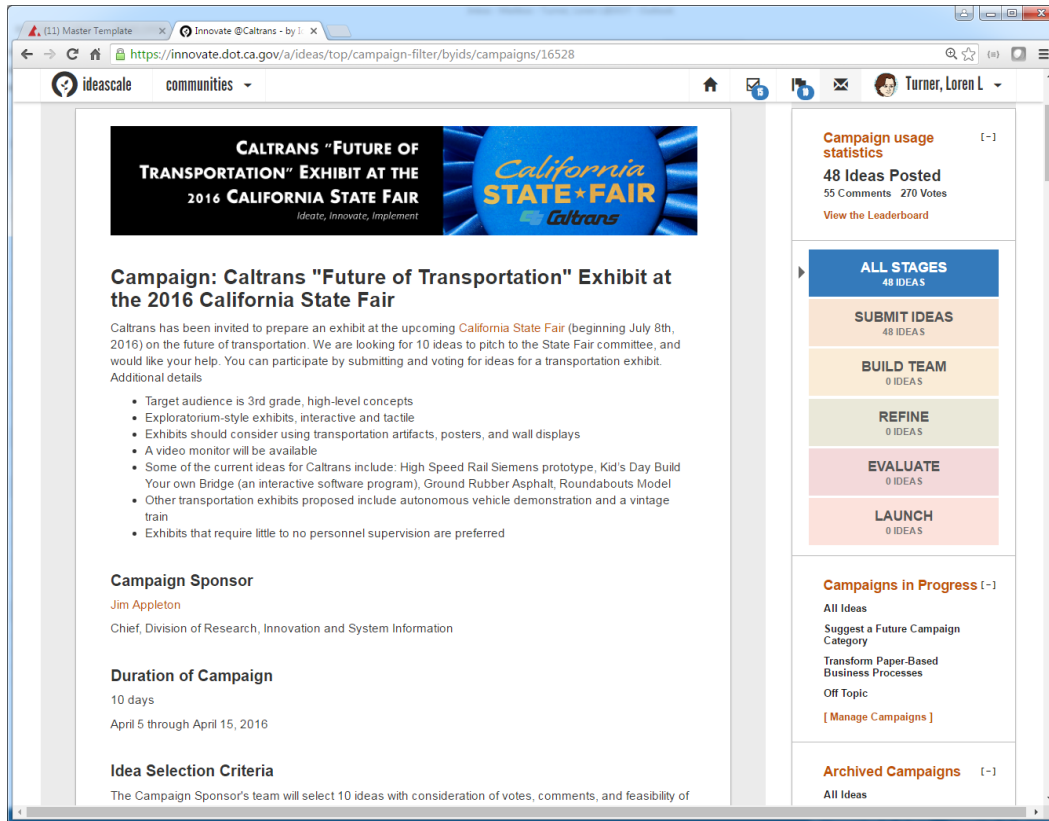 (11) Master Template
Innovate @Caltrans - by Id
https://innovate.dot.ca.gov/a/ideas/top/campaign-filter/byids/campaigns/16528
ideascale
communities
15
Turner, Loren L
CALTRANS "FUTURE OF
TRANSPORTATION" EXHIBIT AT THE
2016 CALIFORNIA STATE FAIR
Ideate, Innovate, Implement
California
STATE★FAIR
Caltrans
Campaign: Caltrans "Future of Transportation" Exhibit at
the 2016 California State Fair
Caltrans has been invited to prepare an exhibit at the upcoming California State Fair (beginning July 8th,
2016) on the future of transportation. We are looking for 10 ideas to pitch to the State Fair committee, and
would like your help. You can participate by submitting and voting for ideas for a transportation exhibit.
Additional details
• Target audience is 3rd grade, high-level concepts
• Exploratorium-style exhibits, interactive and tactile
• Exhibits should consider using transportation artifacts, posters, and wall displays
• A video monitor will be available
• Some of the current ideas for Caltrans include: High Speed Rail Siemens prototype, Kid's Day Build
Your own Bridge (an interactive software program), Ground Rubber Asphalt, Roundabouts Model
• Other transportation exhibits proposed include autonomous vehicle demonstration and a vintage
train
• Exhibits that require little to no personnel supervision are preferred
Campaign Sponsor
Jim Appleton
Chief, Division of Research, Innovation and System Information
Duration of Campaign
10 days
April 5 through April 15, 2016
Idea Selection Criteria
The Campaign Sponsor's team will select 10 ideas with consideration of votes, comments, and feasibility of
Campaign usage
statistics
[-]
48 Ideas Posted
55 Comments 270 Votes
View the Leaderboard
ALL STAGES
48 IDEAS
SUBMIT IDEAS
48 IDEAS
BUILD TEAM
0 IDEAS
REFINE
0 IDEAS
EVALUATE
0 IDEAS
LAUNCH
0 IDEAS
Campaigns in Progress [-]
All Ideas
Suggest a Future Campaign
Category
Transform Paper-Based
Business Processes
Off Topic
[ Manage Campaigns ]
Archived Campaigns [-]
All Ideas